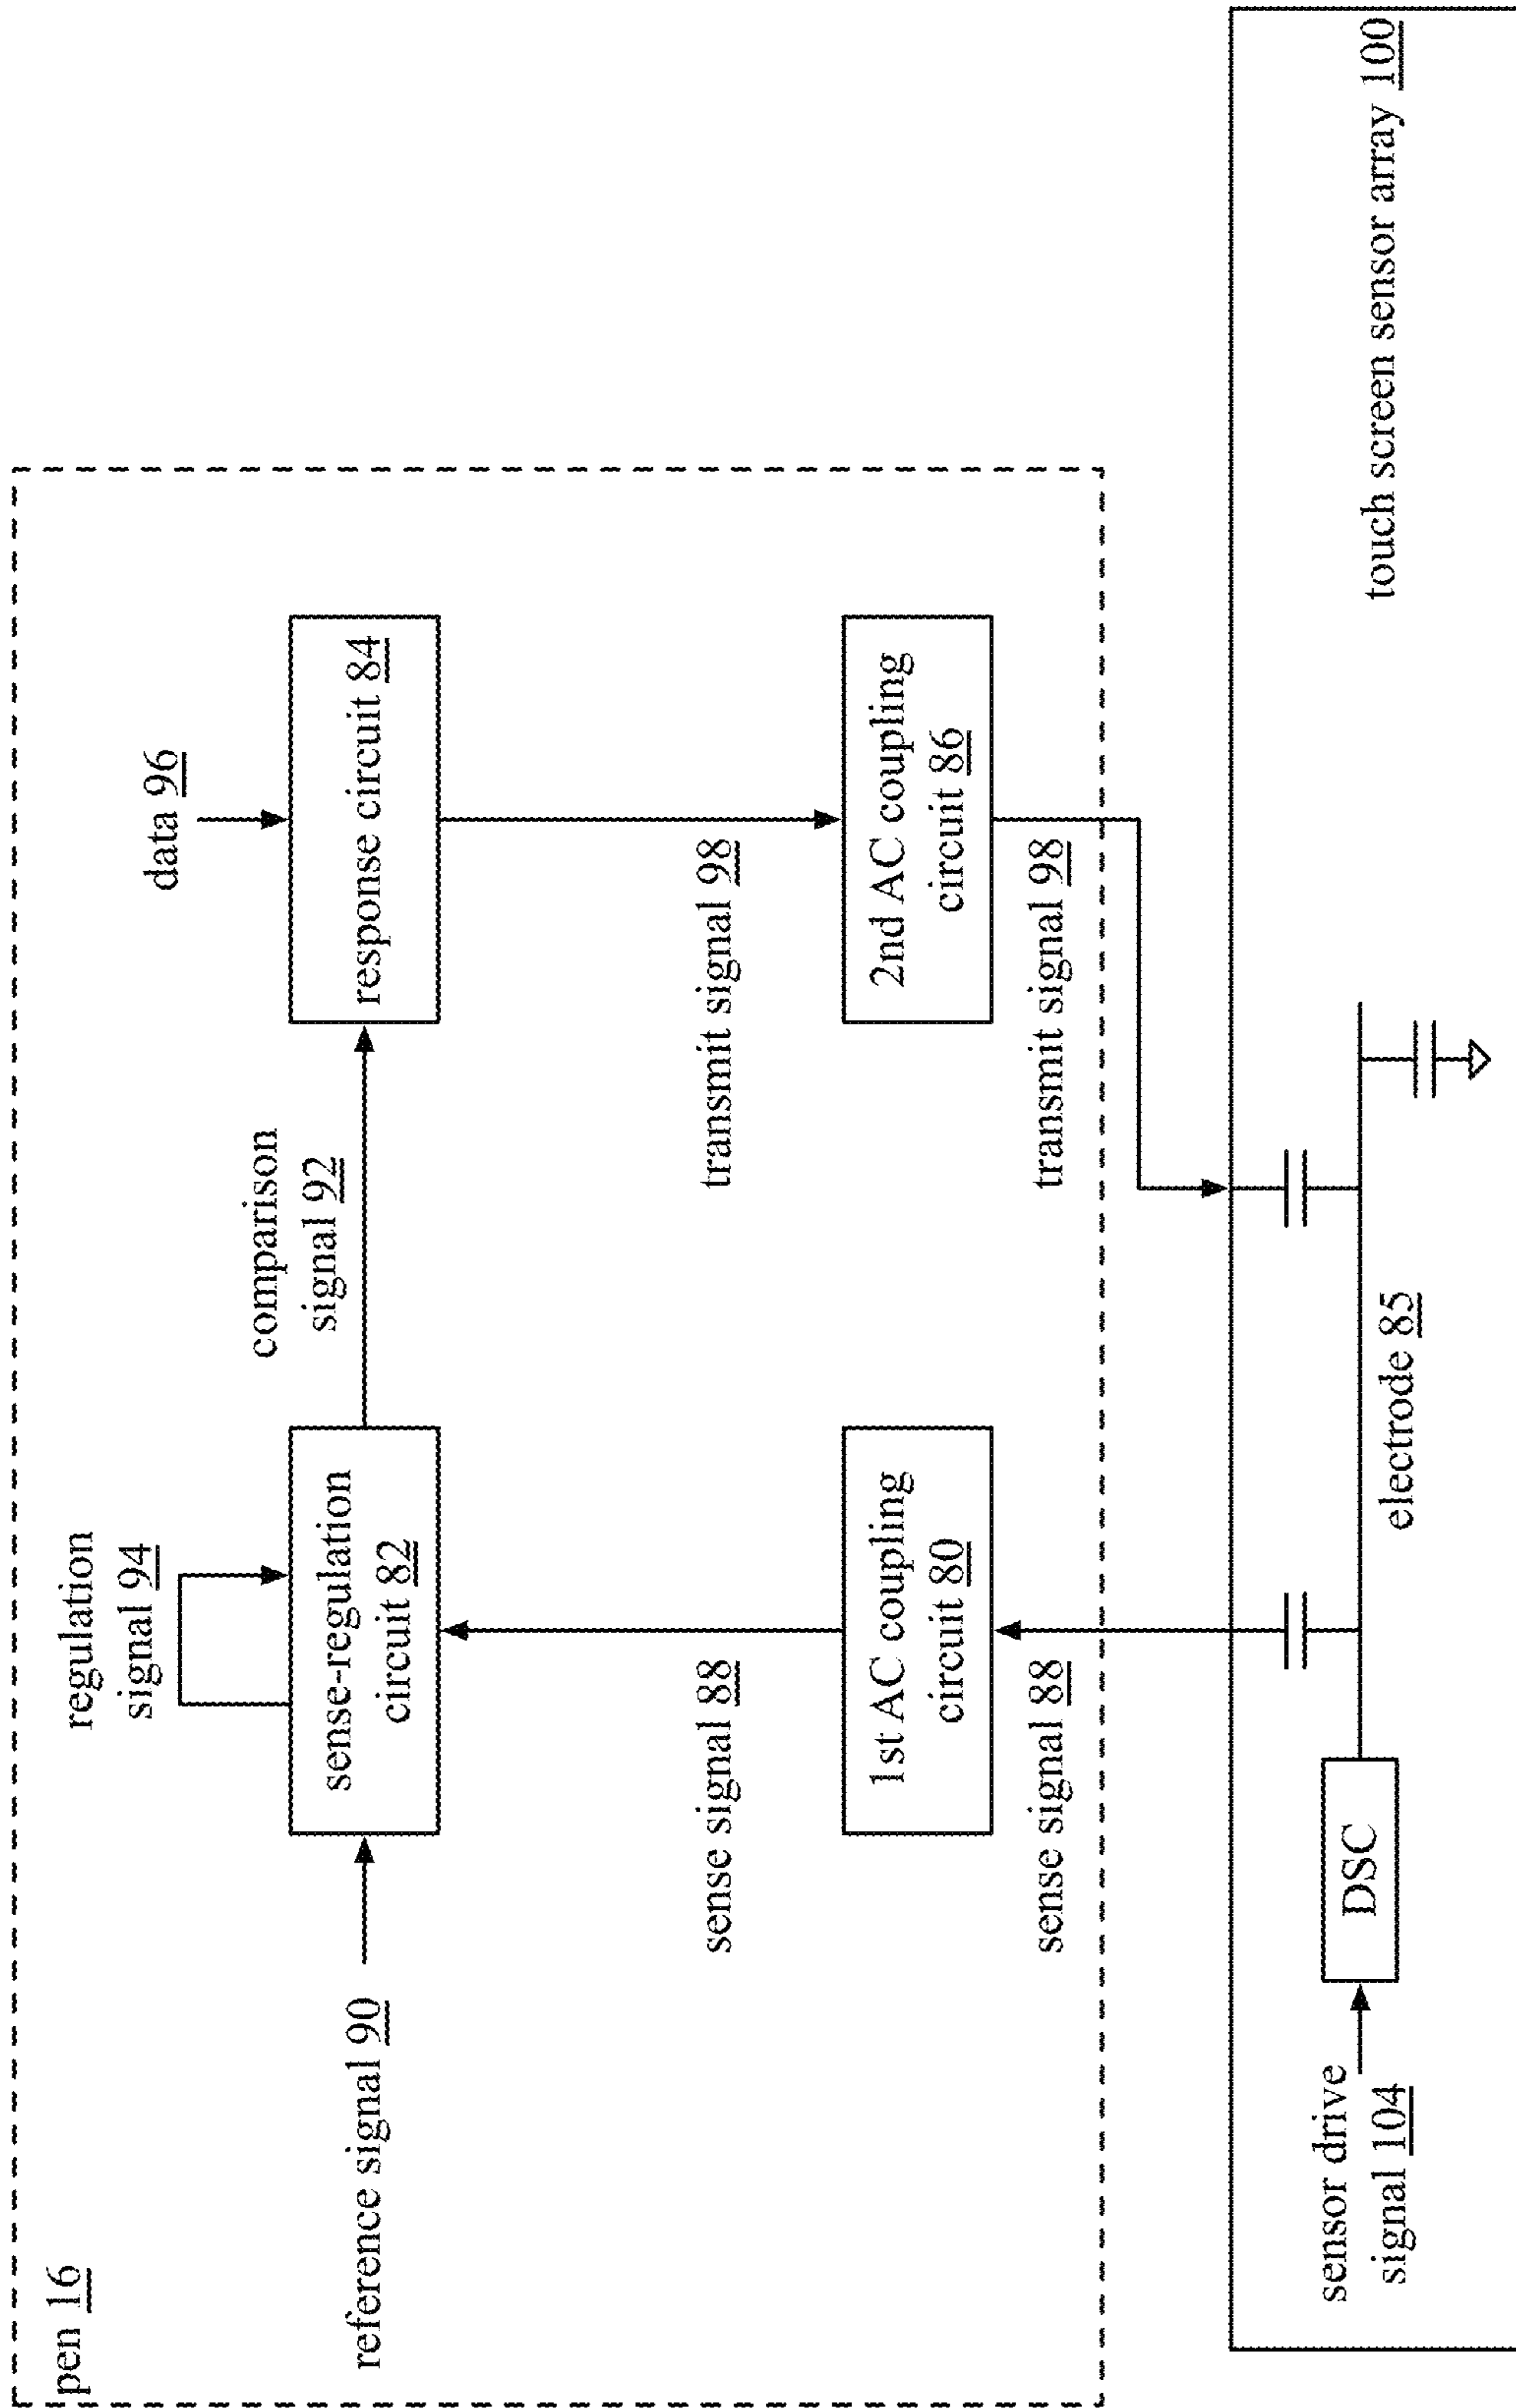 pen 16
regulation
signal 94
data 96
reference signal 90
sense-regulation
circuit 82
comparison
signal 92
response circuit 84
sense signal 88
transmit signal 98
1st AC coupling
circuit 80
2nd AC coupling
circuit 86
sense signal 88
transmit signal 98
sensor drive
signal 104
DSC
electrode 85
touch screen sensor array 100